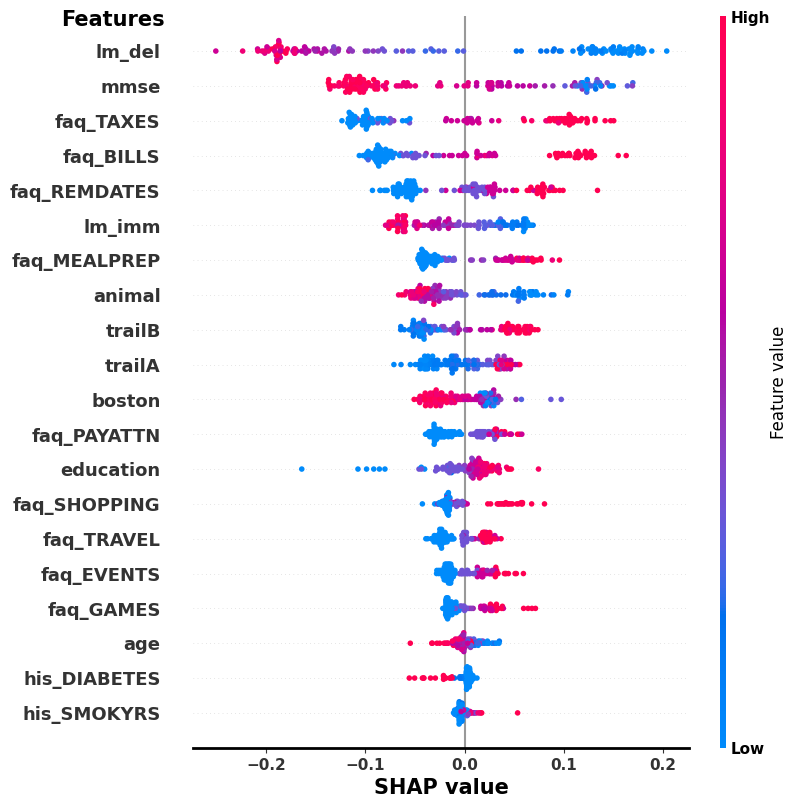 Features
High
lm_del
mmse
faq_TAXES
faq_BILLS
faq_REMDATES
lm_imm
faq_MEALPREP
animal
trailB
trailA
boston
faq_PAYATTN
education
faq_SHOPPING
faq_TRAVEL
faq_EVENTS
faq_GAMES
age
his_DIABETES
his_SMOKYRS
Feature value
Low
−0.2 −0.1 0.0 0.1 0.2
SHAP value